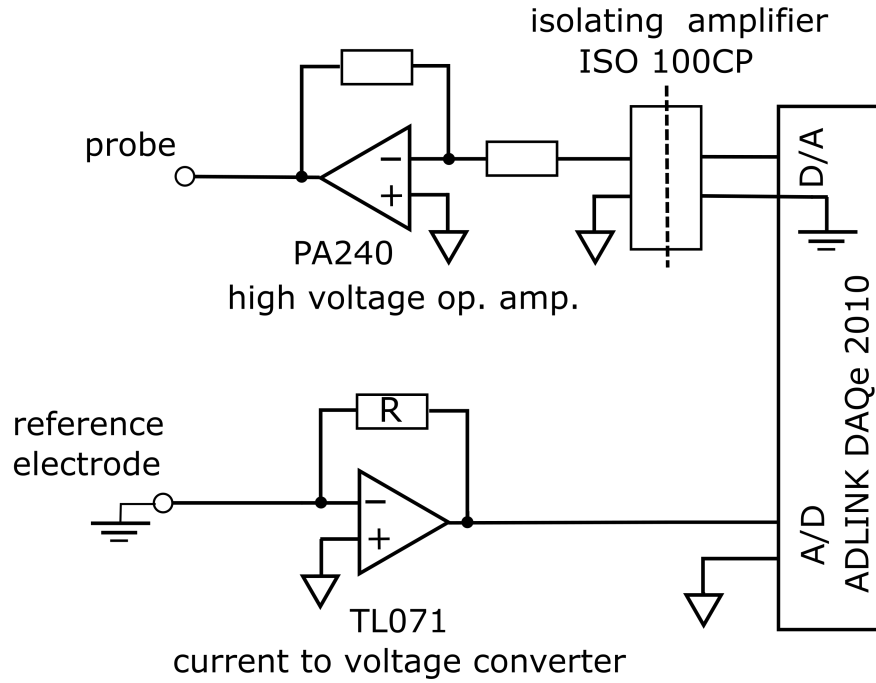 isolating amplifier
ISO 100CP
probe
−
+
D/A
PA240
high voltage op. amp.
ADLINK DAQe 2010
R
reference
electrode
−
+
A/D
TL071
current to voltage converter